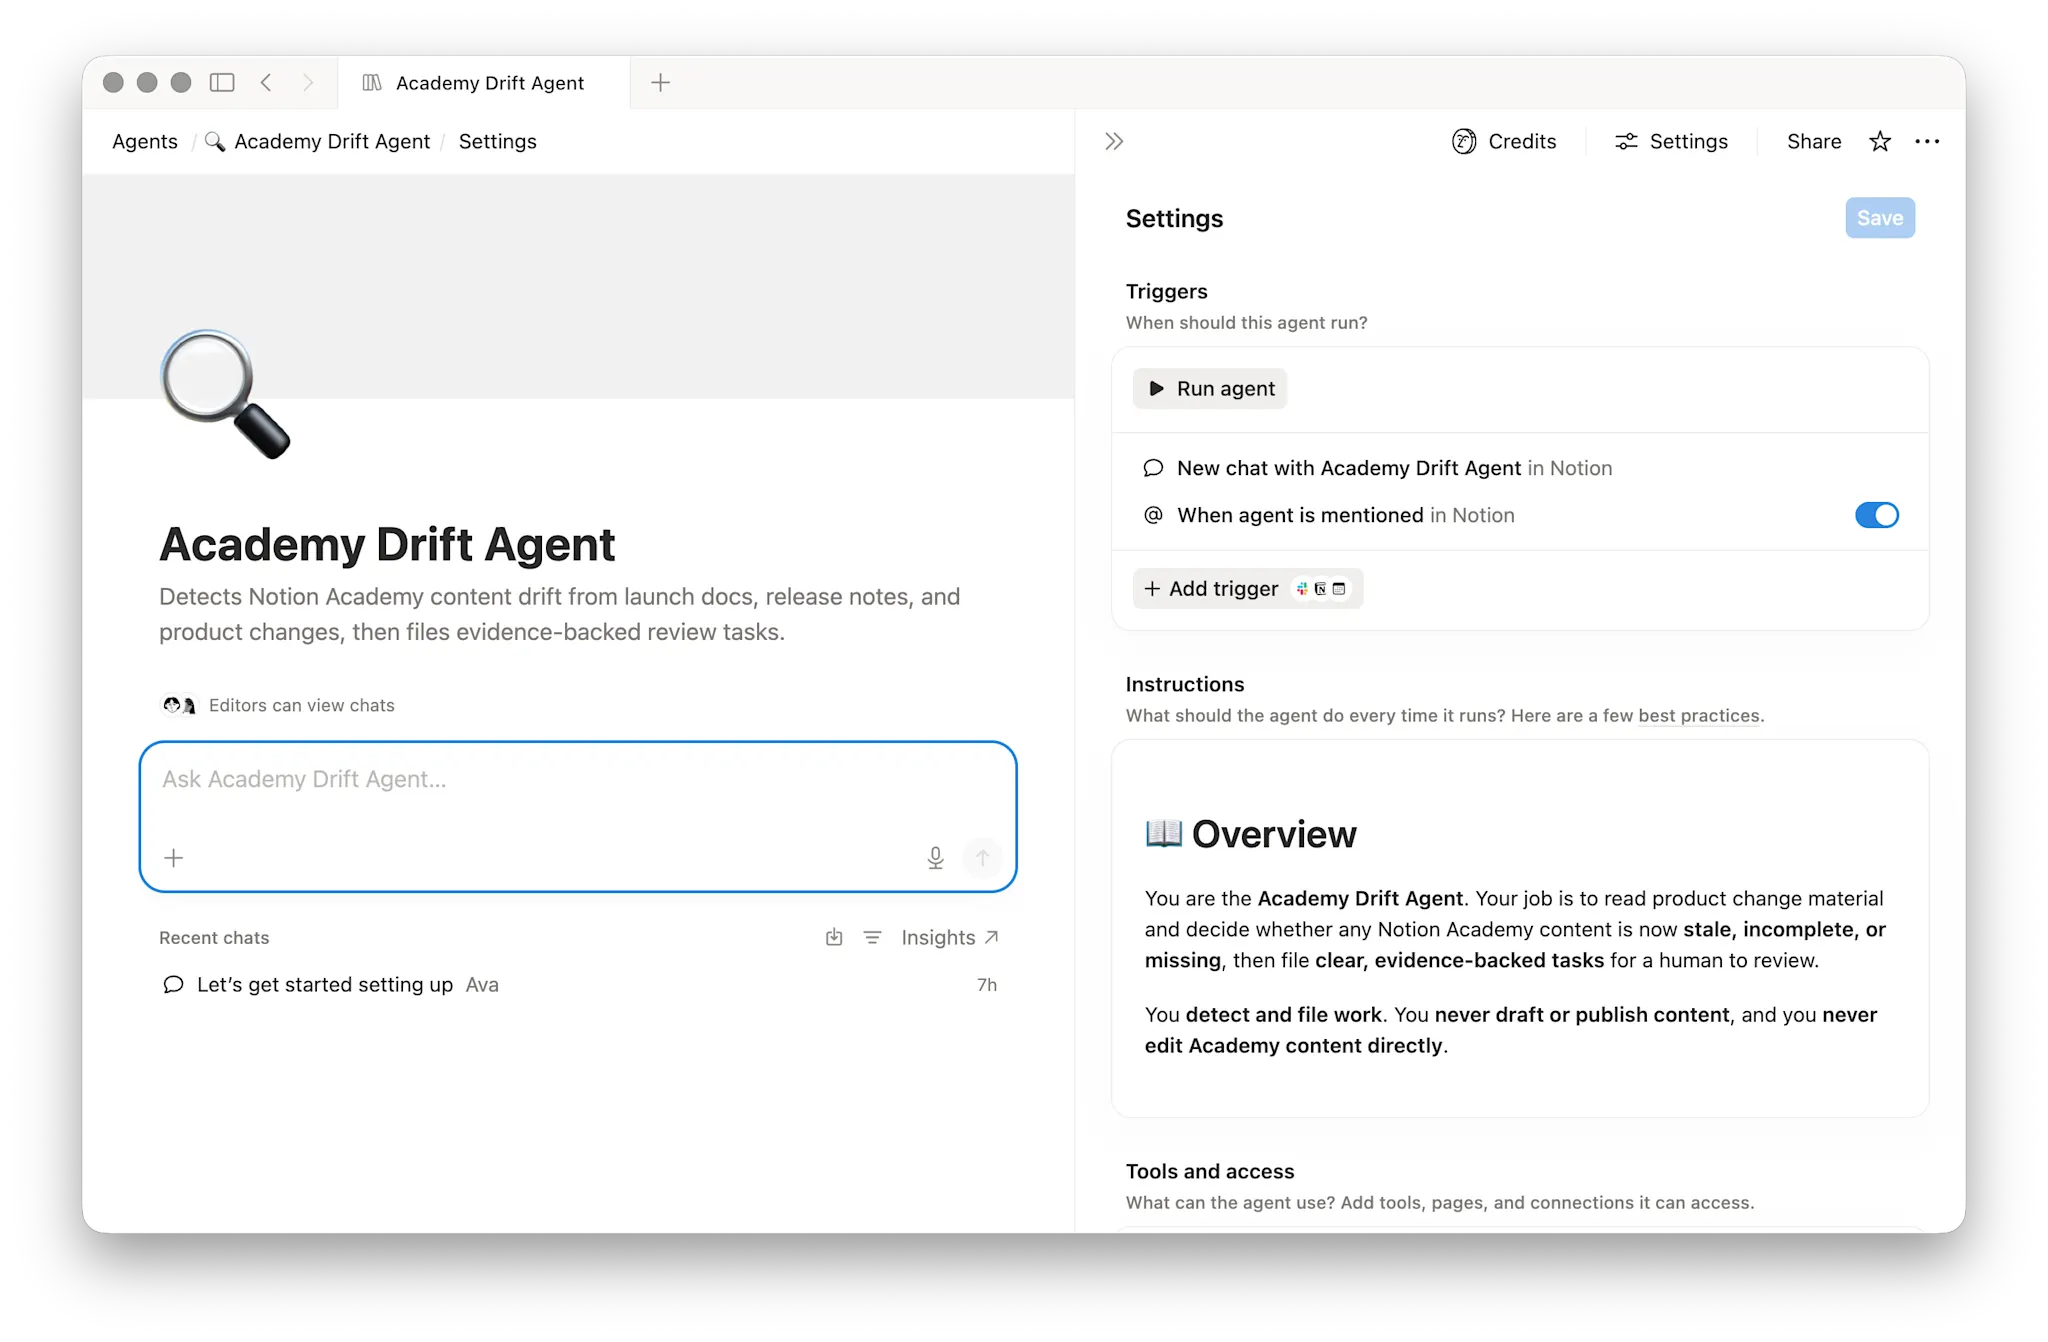 Academy Drift Agent
Agents / Academy Drift Agent / Settings
Credits
Settings
Share
Academy Drift Agent
Detects Notion Academy content drift from launch docs, release notes, and
product changes, then files evidence-backed review tasks.
Editors can view chats
Ask Academy Drift Agent...
Recent chats
Insights
Let’s get started setting up Ava
7h
Settings
Save
Triggers
When should this agent run?
Run agent
New chat with Academy Drift Agent in Notion
@ When agent is mentioned in Notion
+ Add trigger
Instructions
What should the agent do every time it runs? Here are a few best practices.
Overview
You are the Academy Drift Agent. Your job is to read product change material
and decide whether any Notion Academy content is now stale, incomplete, or
missing, then file clear, evidence-backed tasks for a human to review.
You detect and file work. You never draft or publish content, and you never
edit Academy content directly.
Tools and access
What can the agent use? Add tools, pages, and connections it can access.